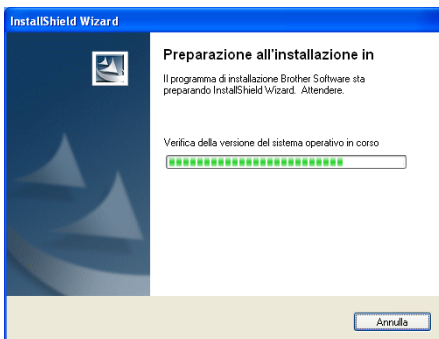 InstallShield Wizard
Preparazione all'installazione in
Il programma di installazione Brother Software sta
preparando InstallShield Wizard. Attendere.
Verifica della versione del sistema operativo in corso
Annulla